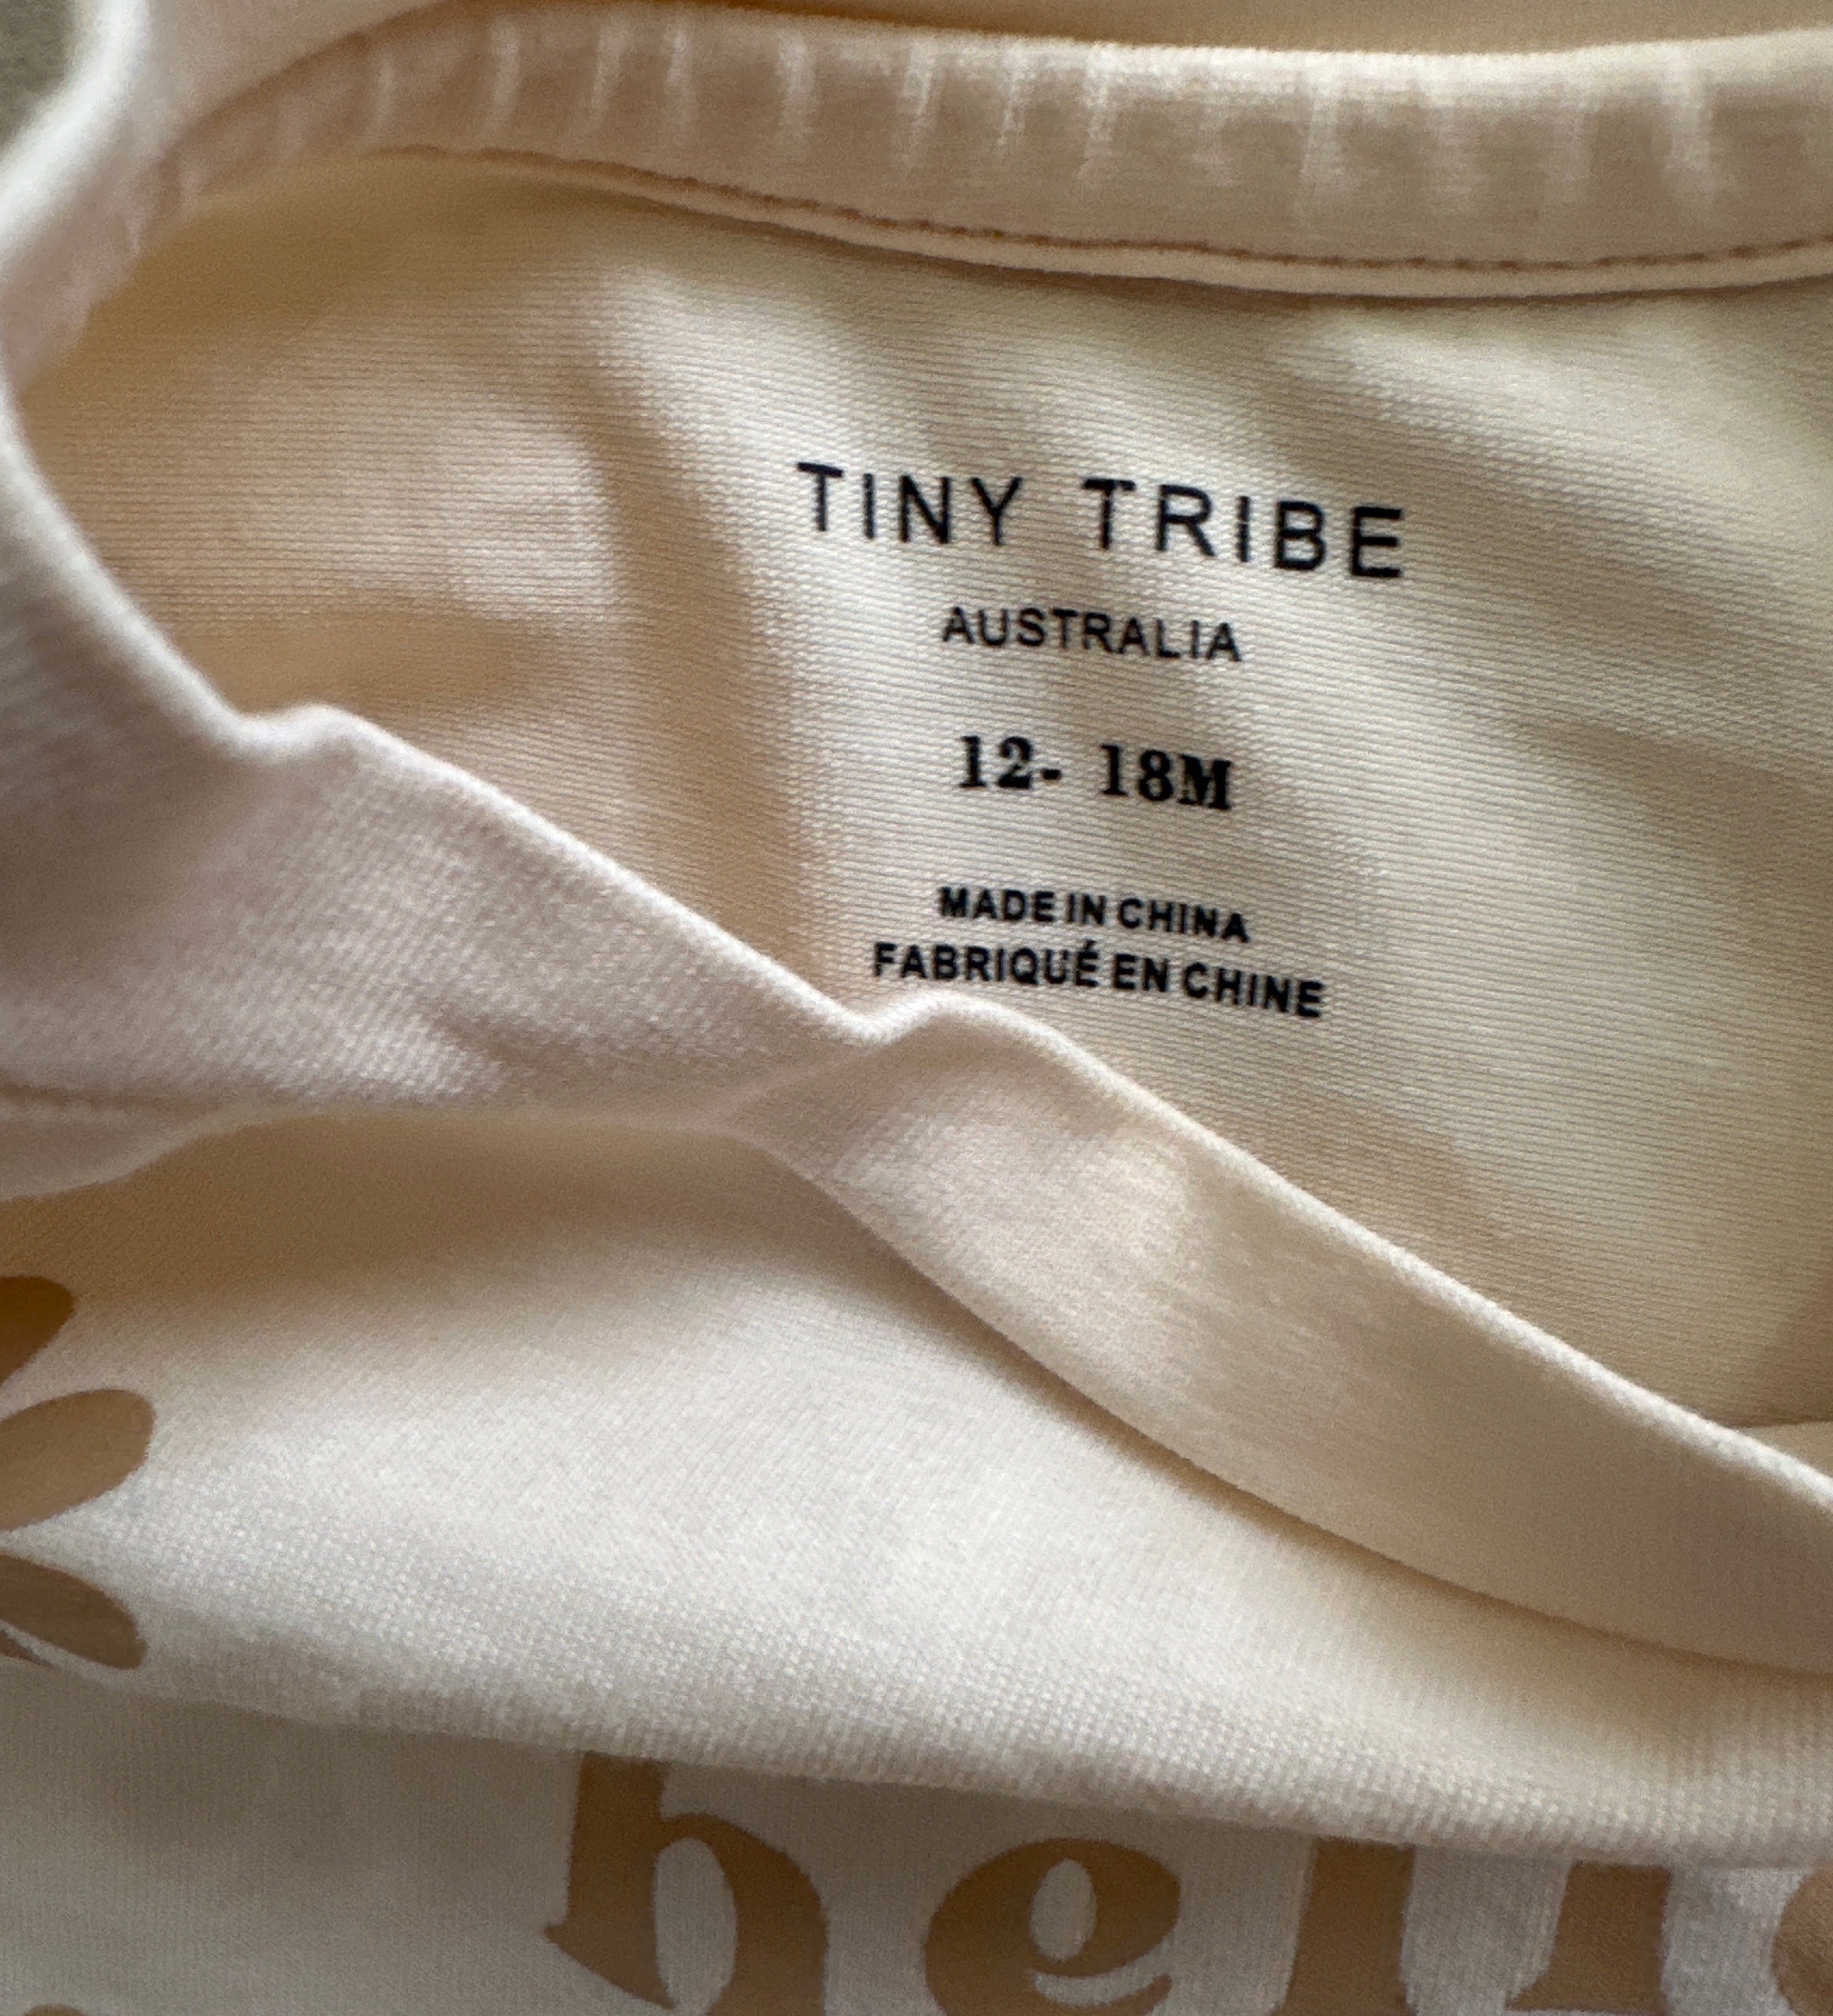 TINY TRIBE
AUSTRALIA
12- 18M
MADE IN CHINA
FABRIQUÉ EN CHINE